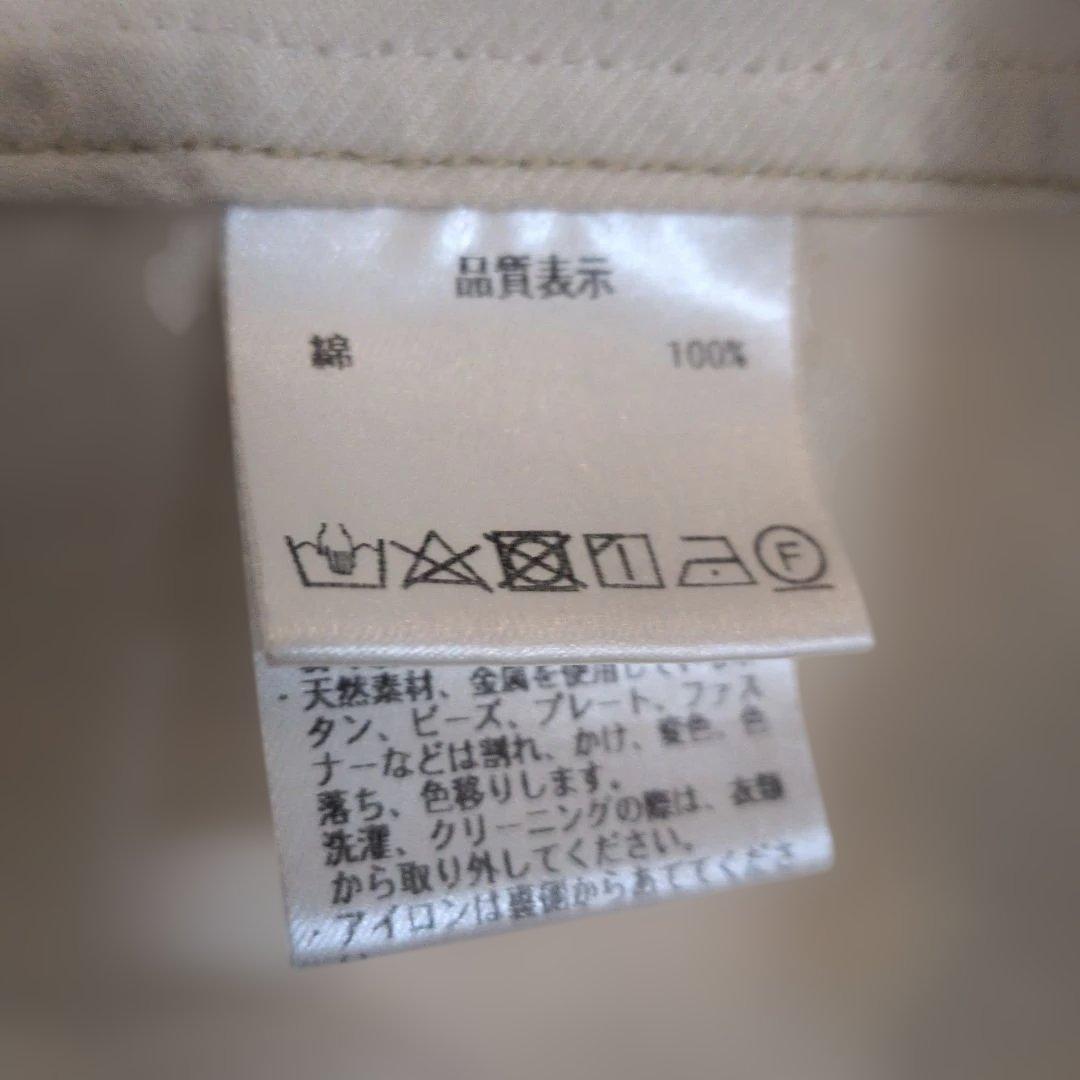 品質表示
綿 100%
F
・天然素材、金属を使用している
タン、ビーズ、プレート、ファス
ナーなどは割れ、かけ、変色、色
落ち、色移りします。
洗濯、クリーニングの際は、衣類
から取り外してください。
・アイロンは裏側からあててくださ